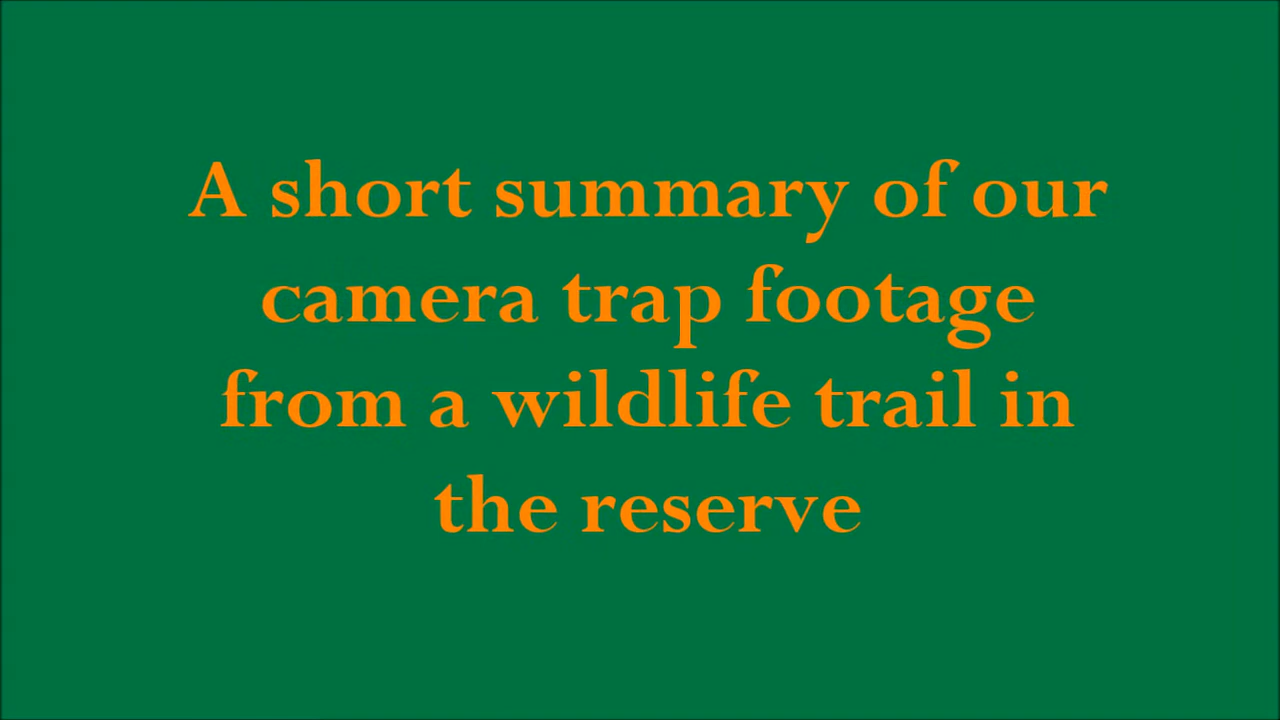 A short summary of our
camera trap footage
from a wildlife trail in
the reserve